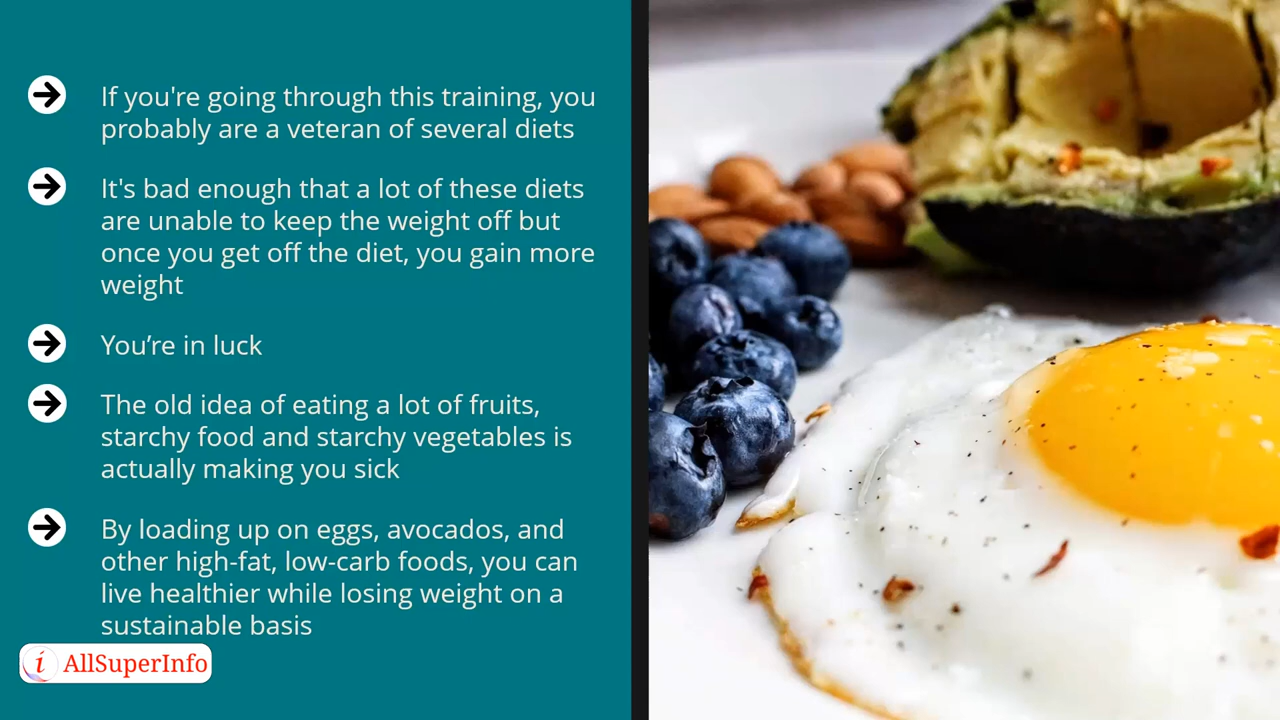 If you're going through this training, you
probably are a veteran of several diets
It's bad enough that a lot of these diets
are unable to keep the weight off but
once you get off the diet, you gain more
weight
You’re in luck
The old idea of eating a lot of fruits,
starchy food and starchy vegetables is
actually making you sick
By loading up on eggs, avocados, and
other high-fat, low-carb foods, you can
live healthier while losing weight on a
sustainable basis
i AllSuperInfo